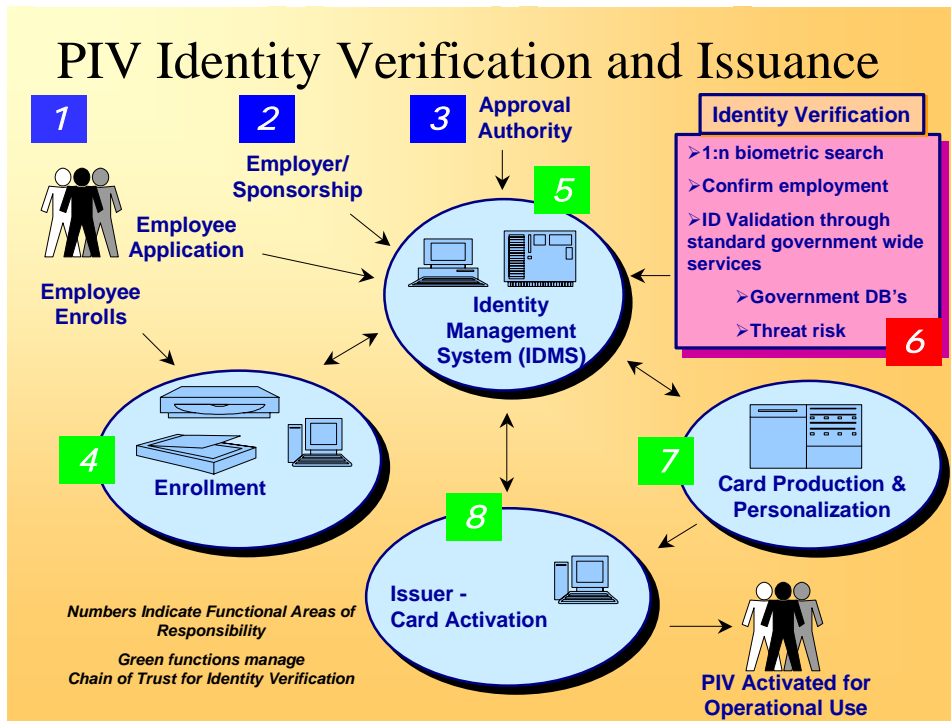 PIV Identity Verification and Issuance
1
2
3
Approval
Authority
Employer/
Sponsorship
Employee
Application
Employee
Enrolls
5
Identity
Management
System (IDMS)
Identity Verification
➢1:n biometric search
➢Confirm employment
➢ID Validation through
standard government wide
services
➢Government DB's
➢Threat risk
6
4
Enrollment
7
Card Production &
Personalization
8
Issuer -
Card Activation
Numbers Indicate Functional Areas of
Responsibility
Green functions manage
Chain of Trust for Identity Verification
PIV Activated for
Operational Use